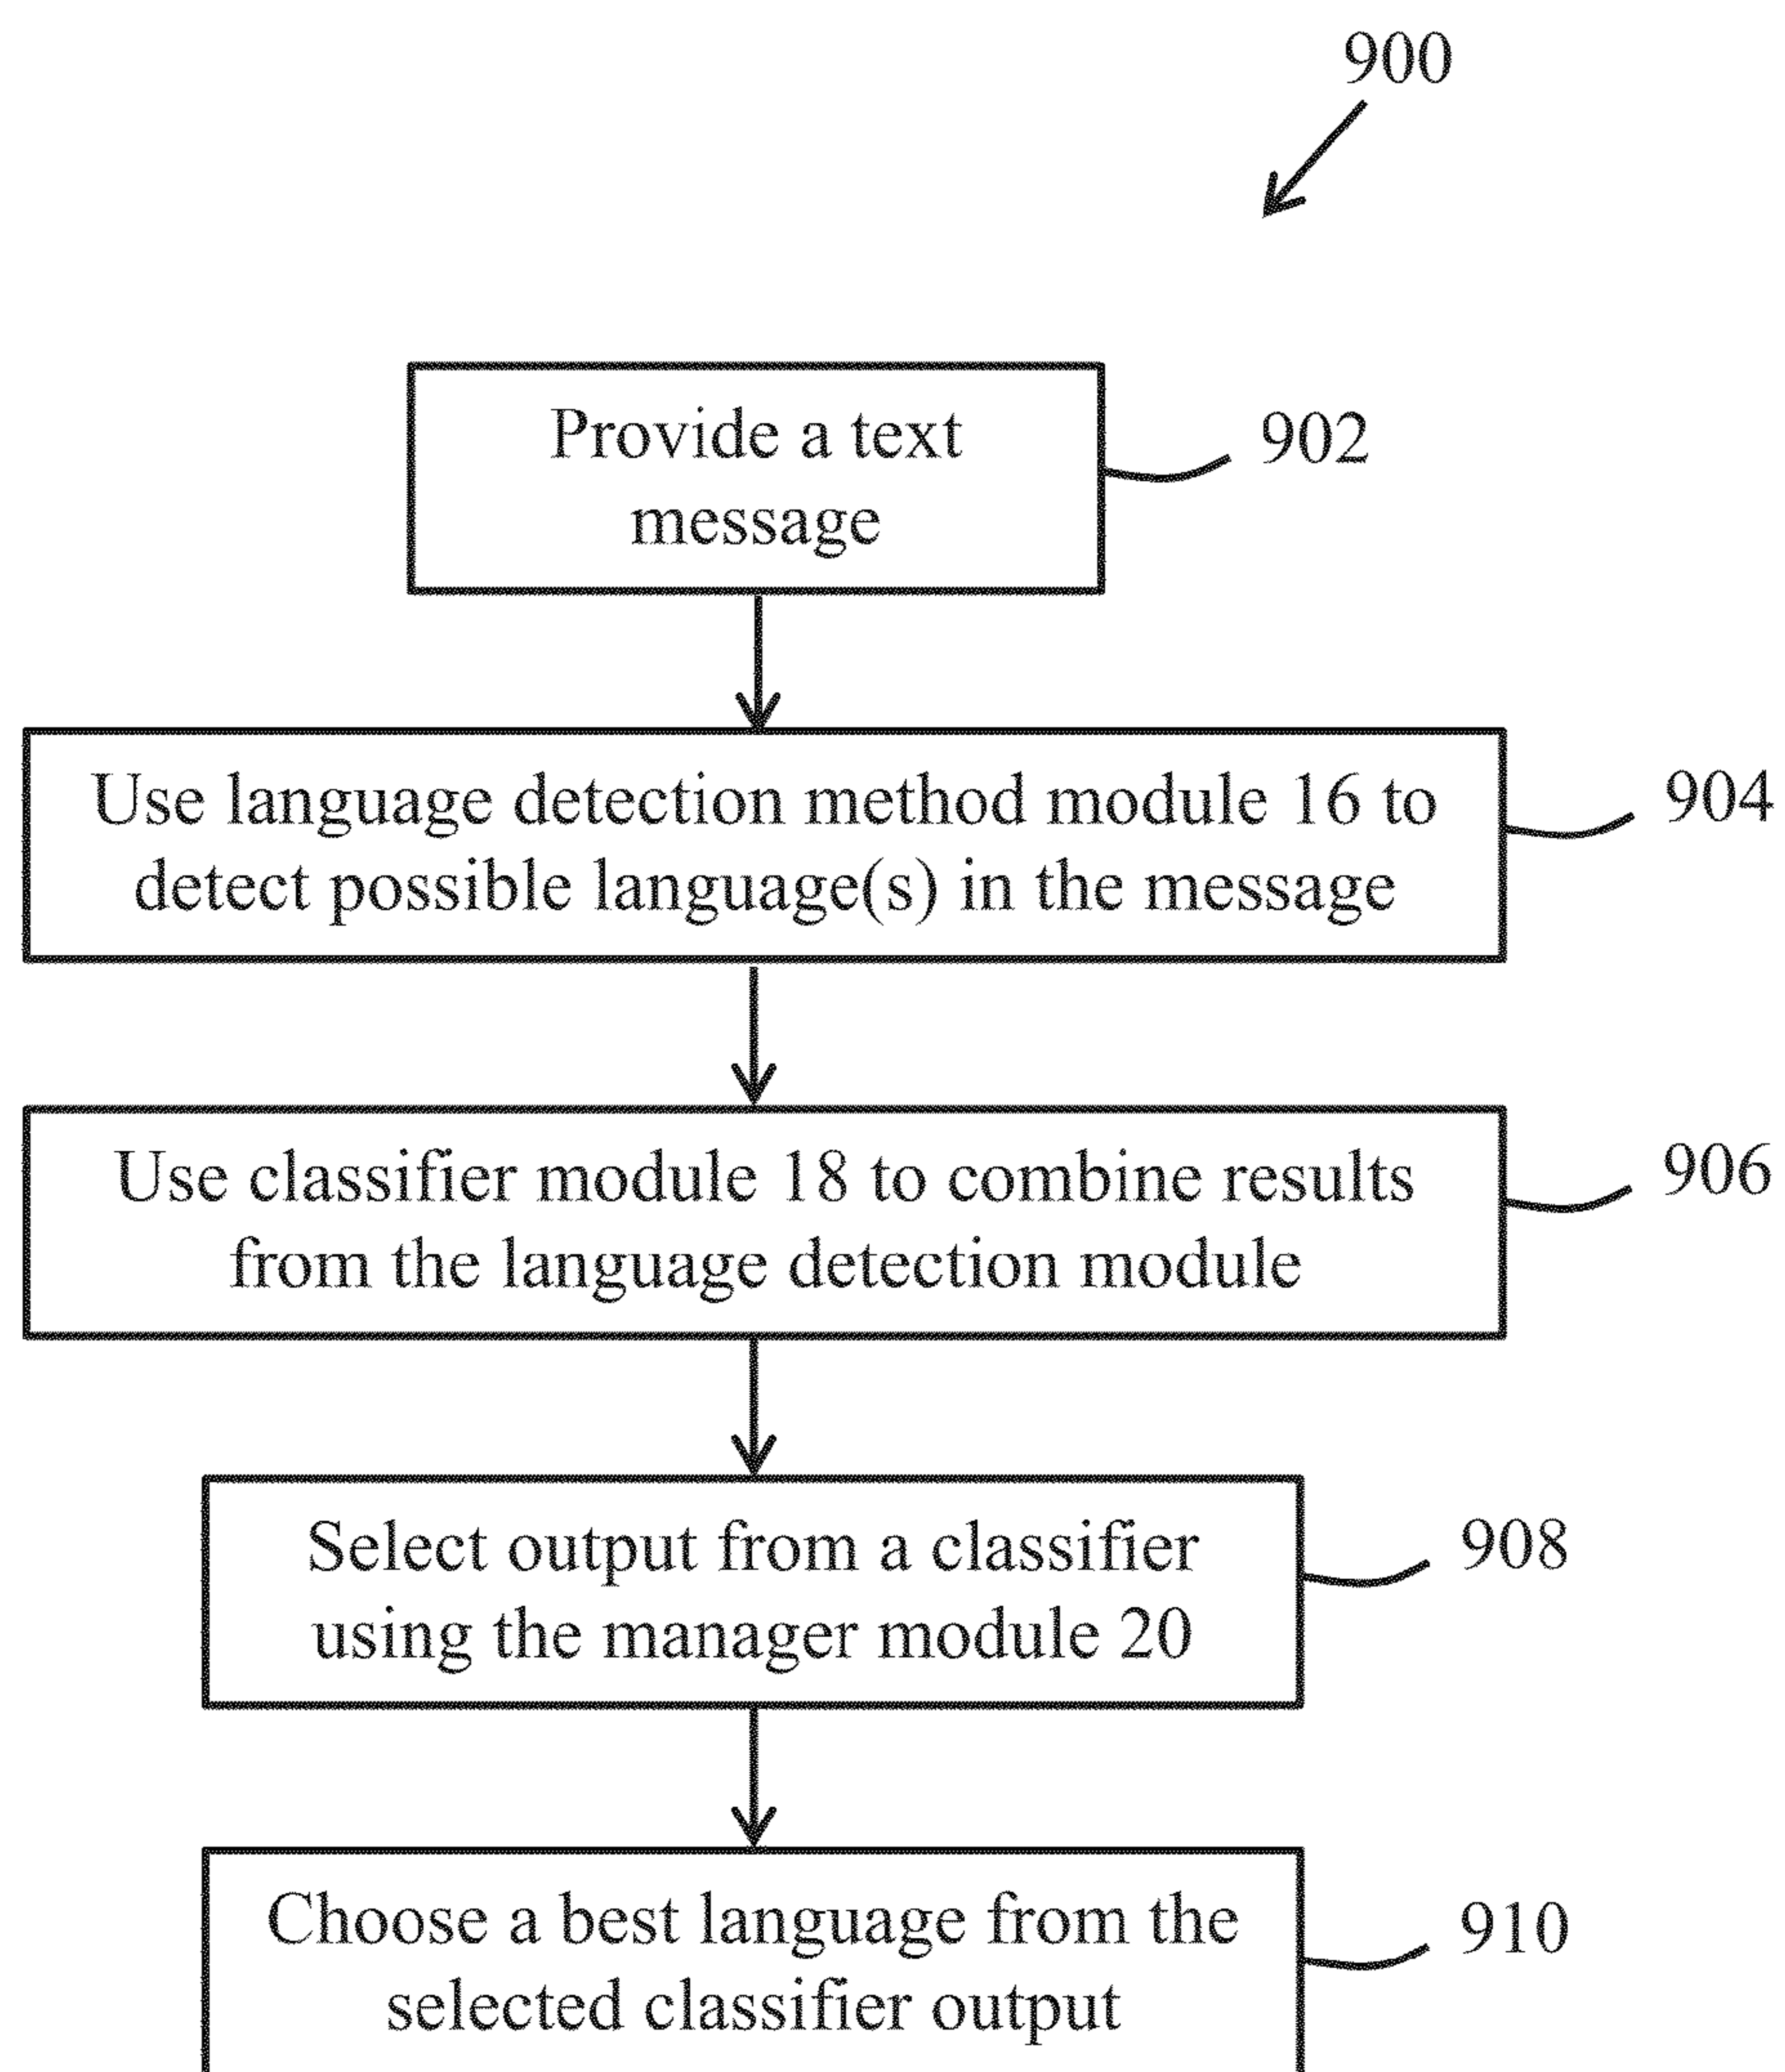 900
Provide a text
message
902
Use language detection method module 16 to
detect possible language(s) in the message
904
Use classifier module 18 to combine results
from the language detection module
906
Select output from a classifier
using the manager module 20
908
Choose a best language from the
selected classifier output
910